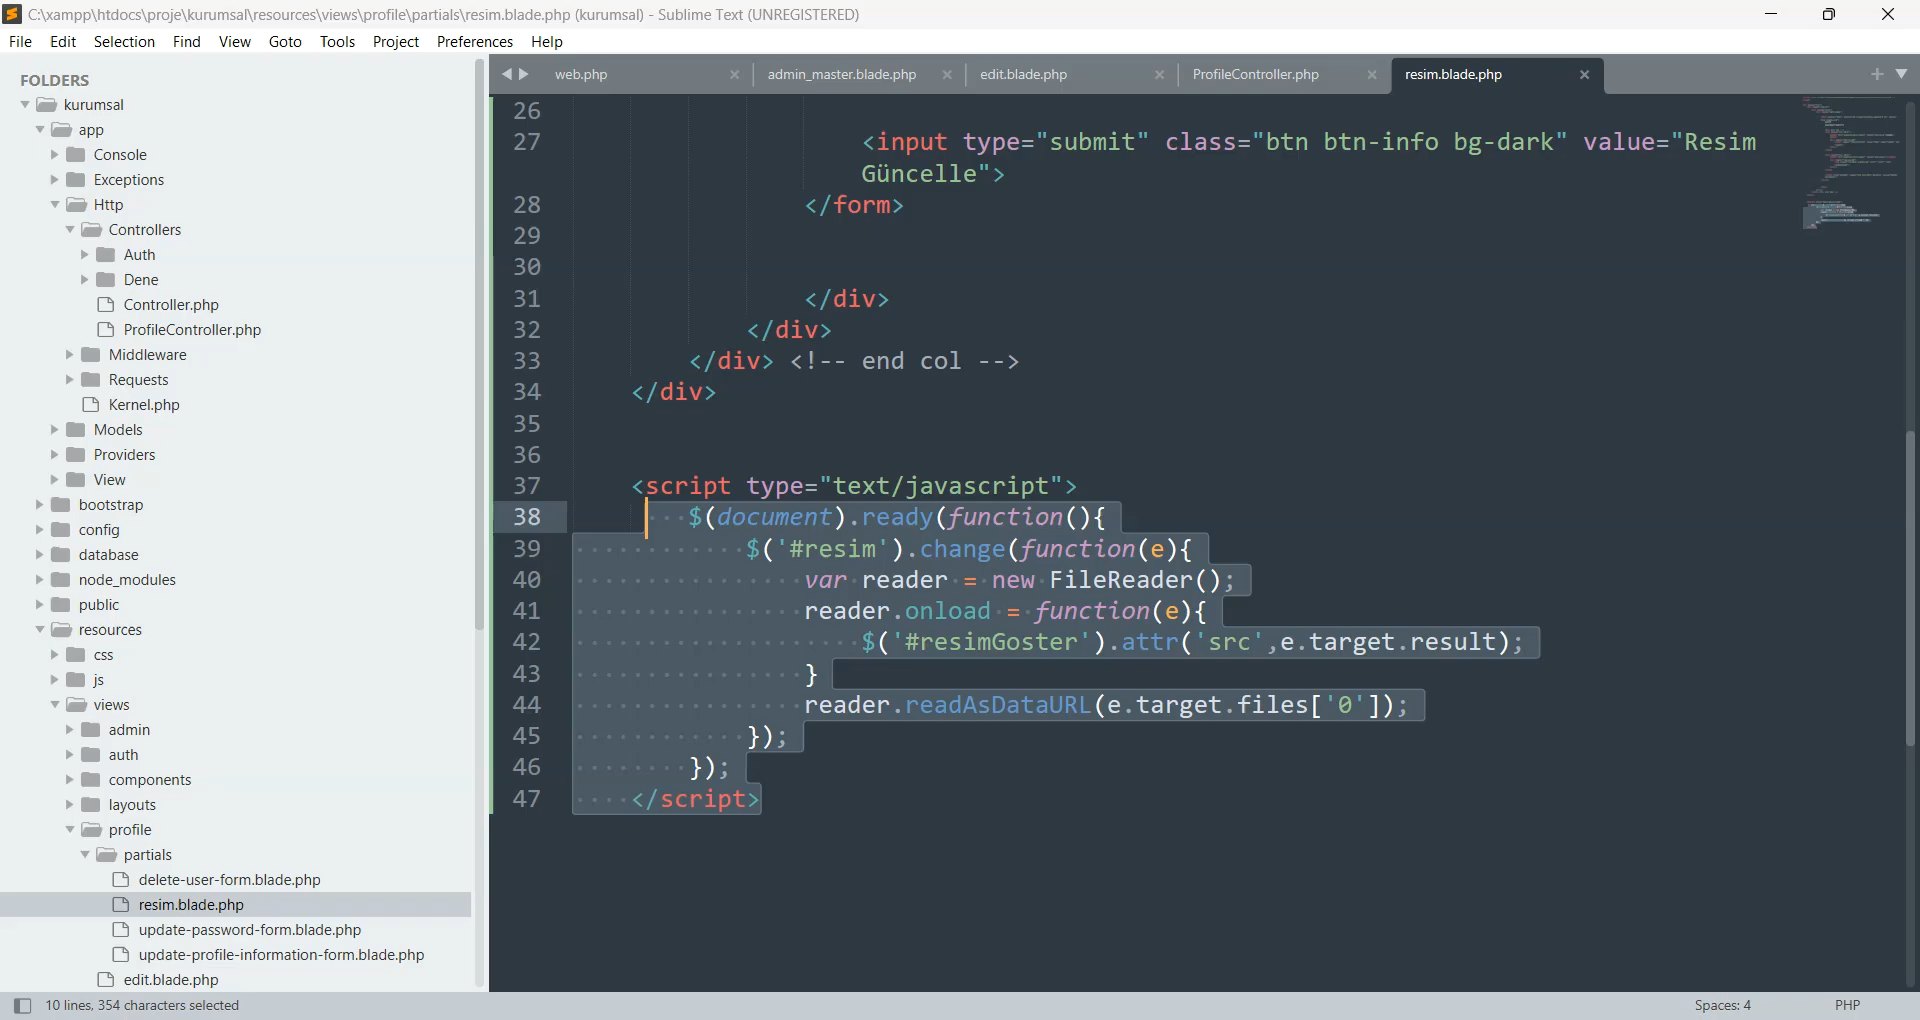 C:\xampp\htdocs\proje\kurumsal\resources\views\profile\partials\resim.blade.php (kurumsal) - Sublime Text (UNREGISTERED)
File Edit Selection Find View Goto Tools Project Preferences Help
FOLDERS
kurumsal
app
Console
Exceptions
Http
Controllers
Auth
Dene
Controller.php
ProfileController.php
Middleware
Requests
Kernel.php
Models
Providers
View
bootstrap
config
database
node_modules
public
resources
css
js
views
admin
auth
components
layouts
profile
partials
delete-user-form.blade.php
resim.blade.php
update-password-form.blade.php
update-profile-information-form.blade.php
edit.blade.php
web.php admin_master.blade.php edit.blade.php ProfileController.php resim.blade.php
26
27 <input type="submit" class="btn btn-info bg-dark" value="Resim
Güncelle">
28 </form>
29
30
31 </div>
32 </div>
33 </div> <!-- end col -->
34 </div>
35
36
37 <script type="text/javascript">
38 $(document).ready(function(){
39 $('#resim').change(function(e){
40 var reader = new FileReader();
41 reader.onload = function(e){
42 $('#resimGoster').attr('src',e.target.result);
43 }
44 reader.readAsDataURL(e.target.files['0']);
45 });
46 });
47 </script>
10 lines, 354 characters selected
Spaces: 4 PHP